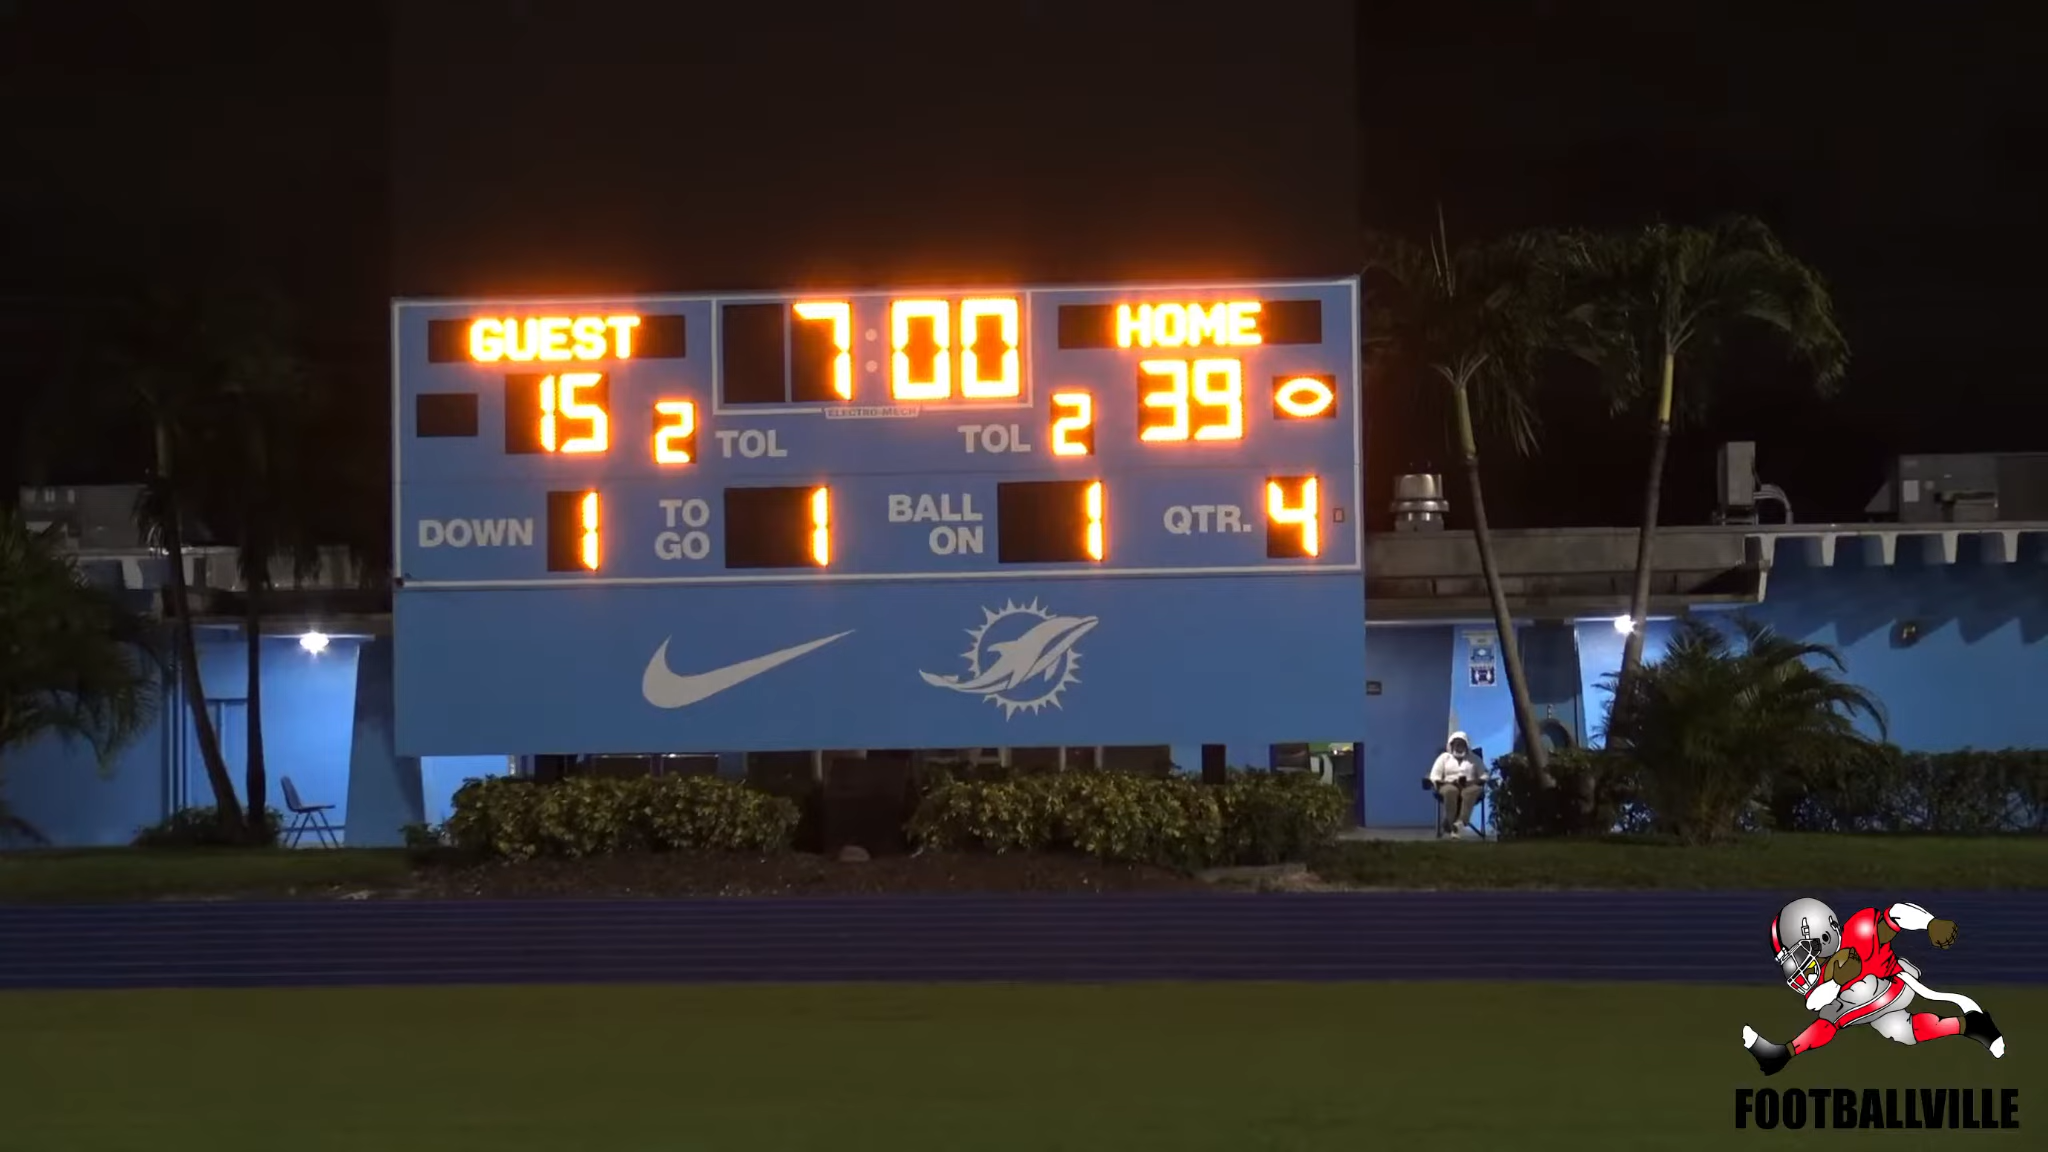 GUEST 7:00 HOME
15 2 TOL ELECTRO-MECH TOL 2 39
DOWN 1 TO GO 1 BALL ON 1 QTR. 4
FOOTBALLVILLE